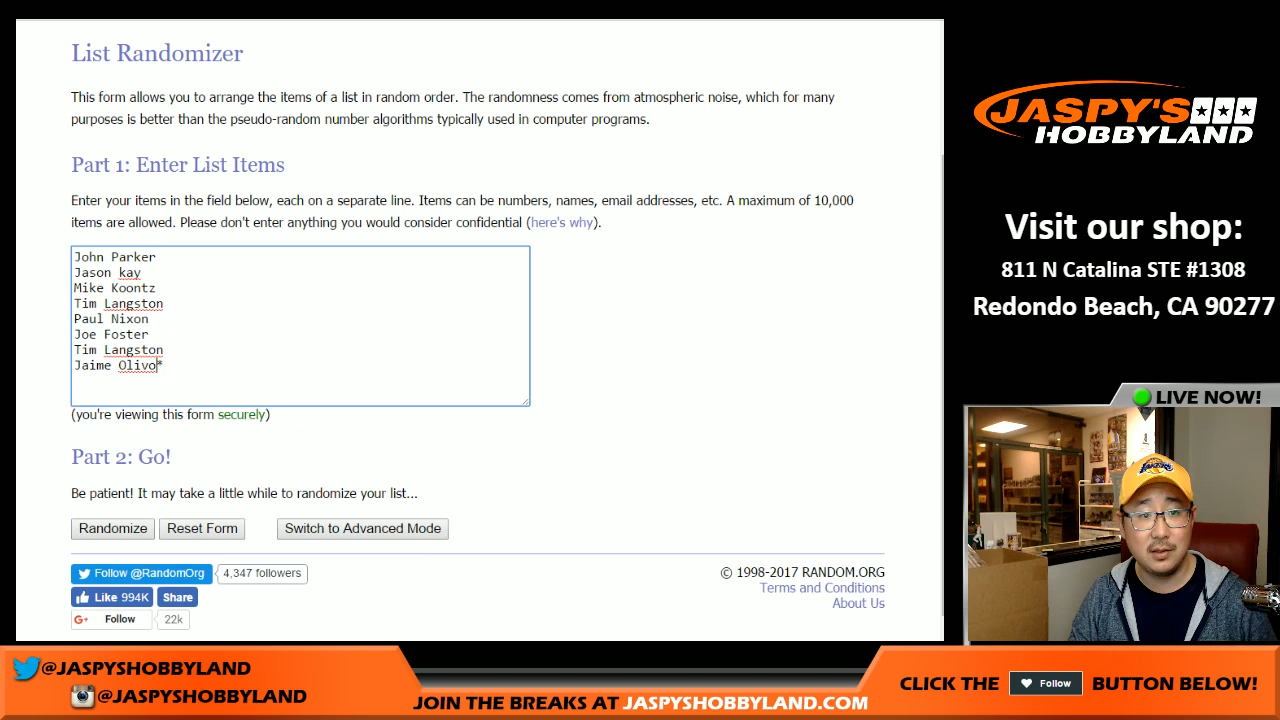 List Randomizer
This form allows you to arrange the items of a list in random order. The randomness comes from atmospheric noise, which for many
purposes is better than the pseudo-random number algorithms typically used in computer programs.
Part 1: Enter List Items
Enter your items in the field below, each on a separate line. Items can be numbers, names, email addresses, etc. A maximum of 10,000
items are allowed. Please don't enter anything you would consider confidential (here's why).
John Parker
Jason kay
Mike Koontz
Tim Langston
Paul Nixon
Joe Foster
Tim Langston
Jaime Olivo*
(you're viewing this form securely)
Part 2: Go!
Be patient! It may take a little while to randomize your list...
Randomize
Reset Form
Switch to Advanced Mode
Follow @RandomOrg
4,347 followers
Like 994K
Share
G+ Follow
22k
© 1998-2017 RANDOM.ORG
Terms and Conditions
About Us
JASPY'S
HOBBYLAND
Visit our shop:
811 N Catalina STE #1308
Redondo Beach, CA 90277
LIVE NOW!
LAKERS
@JASPYSHOBBYLAND
@JASPYSHOBBYLAND
JOIN THE BREAKS AT JASPYSHOBBYLAND.COM
CLICK THE
Follow
BUTTON BELOW!